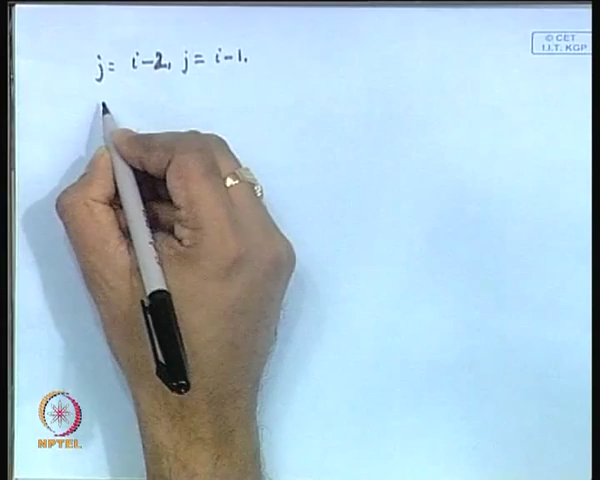 © CET
I.I.T. KGP
j = i-2, j = i-1.
NPTEL